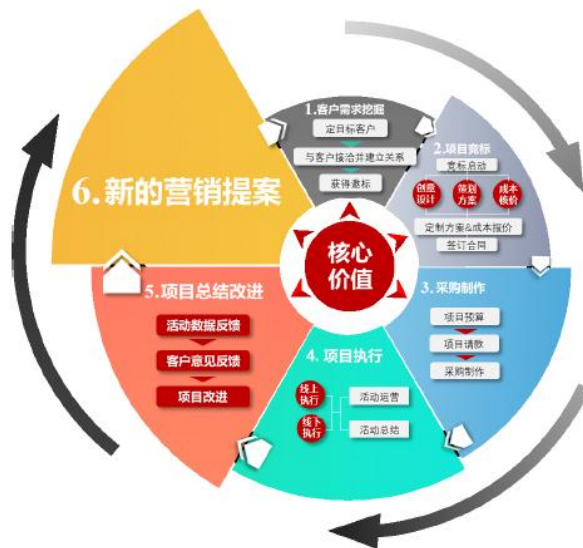 1.客户需求挖掘
定目标客户
与客户接洽并建立关系
获得邀标
2.项目竞标
竞标启动
创意
设计
策划
方案
成本
核价
定制方案&成本报价
签订合同
3.采购制作
项目预算
项目请款
采购制作
4. 项目执行
线上
执行
线下
执行
活动运营
活动总结
5.项目总结改进
活动数据反馈
客户意见反馈
项目改进
6.新的营销提案
核心
价值